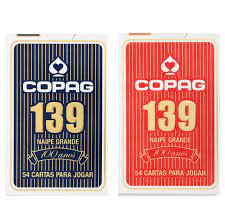 COPAG
139
NAIPE GRANDE
100 anos
54 CARTAS PARA JOGAR
COPAG
139
NAIPE GRANDE
100 anos
54 CARTAS PARA JOGAR